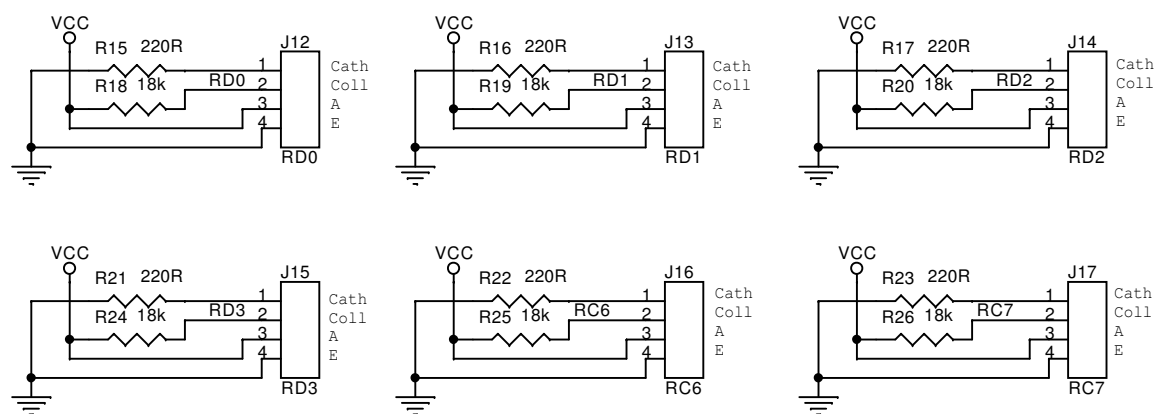 VCC
R15 220R J12
1 Cath
R18 18k RD0 2 Coll
3 A
4 E
RD0
VCC
R16 220R J13
1 Cath
R19 18k RD1 2 Coll
3 A
4 E
RD1
VCC
R17 220R J14
1 Cath
R20 18k RD2 2 Coll
3 A
4 E
RD2
VCC
R21 220R J15
1 Cath
R24 18k RD3 2 Coll
3 A
4 E
RD3
VCC
R22 220R J16
1 Cath
R25 18k RC6 2 Coll
3 A
4 E
RC6
VCC
R23 220R J17
1 Cath
R26 18k RC7 2 Coll
3 A
4 E
RC7